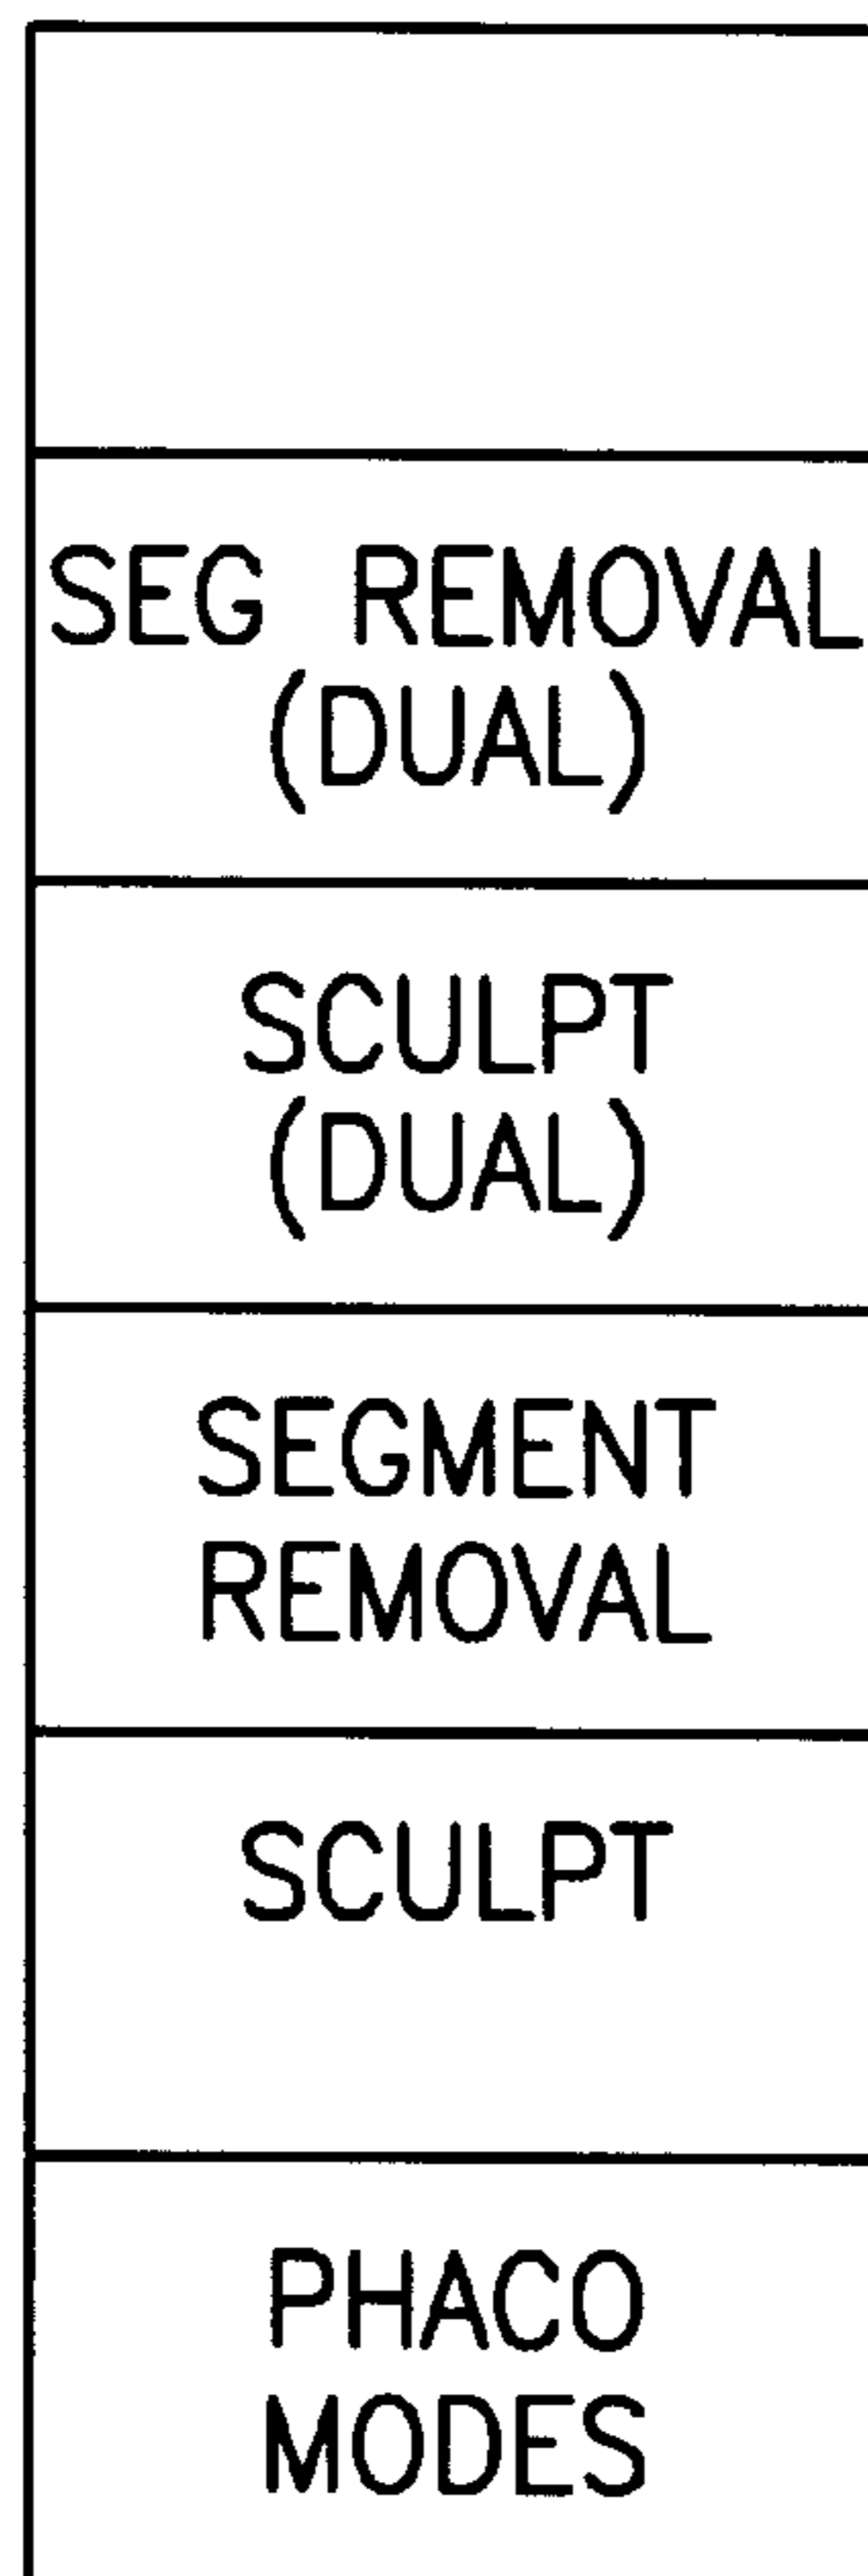 SEG REMOVAL
(DUAL)
SCULPT
(DUAL)
SEGMENT
REMOVAL
SCULPT
PHACO
MODES